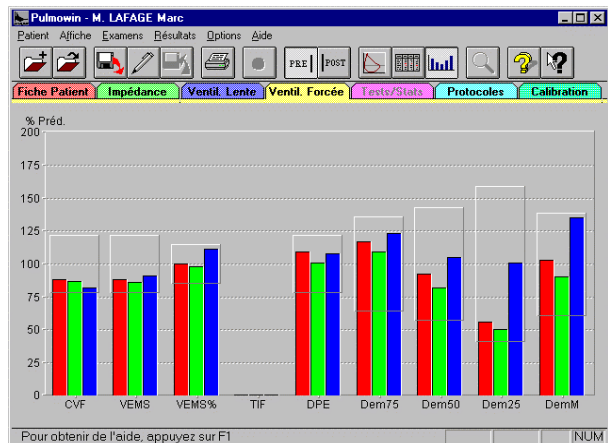 Pulmowin - M. LAFAGE Marc
Patient Affiche Examens Résultats Options Aide
PRE POST
Fiche Patient Impédance Ventil. Lente Ventil. Forcée Tests/Stats Protocoles Calibration
% Préd.
200
175
150
125
100
75
50
25
0
CVF VEMS VEMS% TIF DPE Dem75 Dem50 Dem25 DemM
Pour obtenir de l'aide, appuyez sur F1 NUM